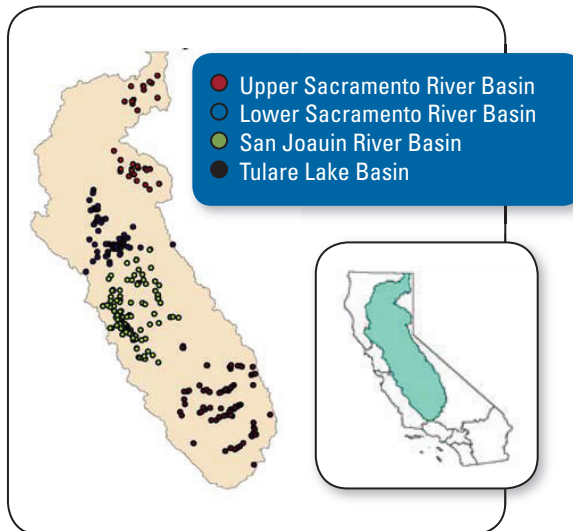 Upper Sacramento River Basin
Lower Sacramento River Basin
San Joauin River Basin
Tulare Lake Basin